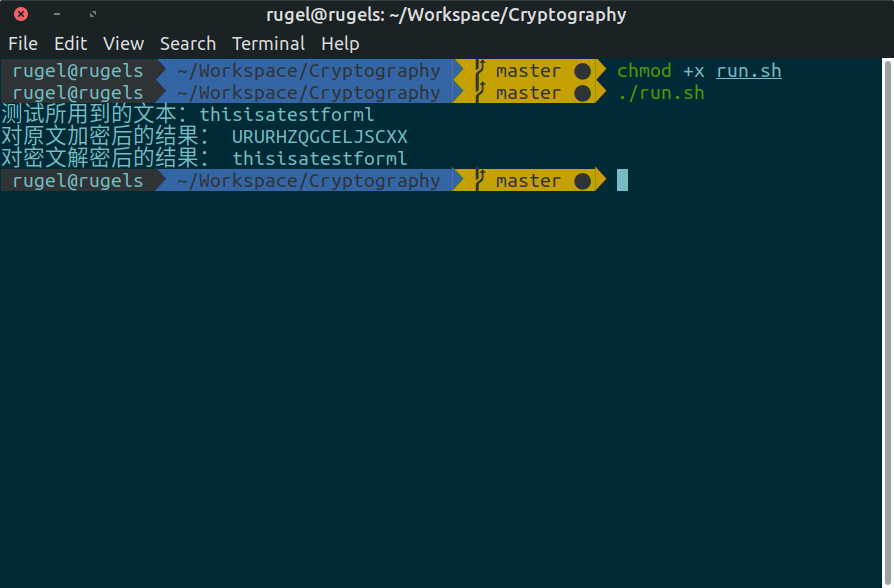 rugel@rugels: ~/Workspace/Cryptography
File Edit View Search Terminal Help
rugel@rugels ~/Workspace/Cryptography master ● chmod +x run.sh
rugel@rugels ~/Workspace/Cryptography master ● ./run.sh
测试所用到的文本：thisisatestforml
对原文加密后的结果： URURHZQGCELJSCXX
对密文解密后的结果： thisisatestforml
rugel@rugels ~/Workspace/Cryptography master ●